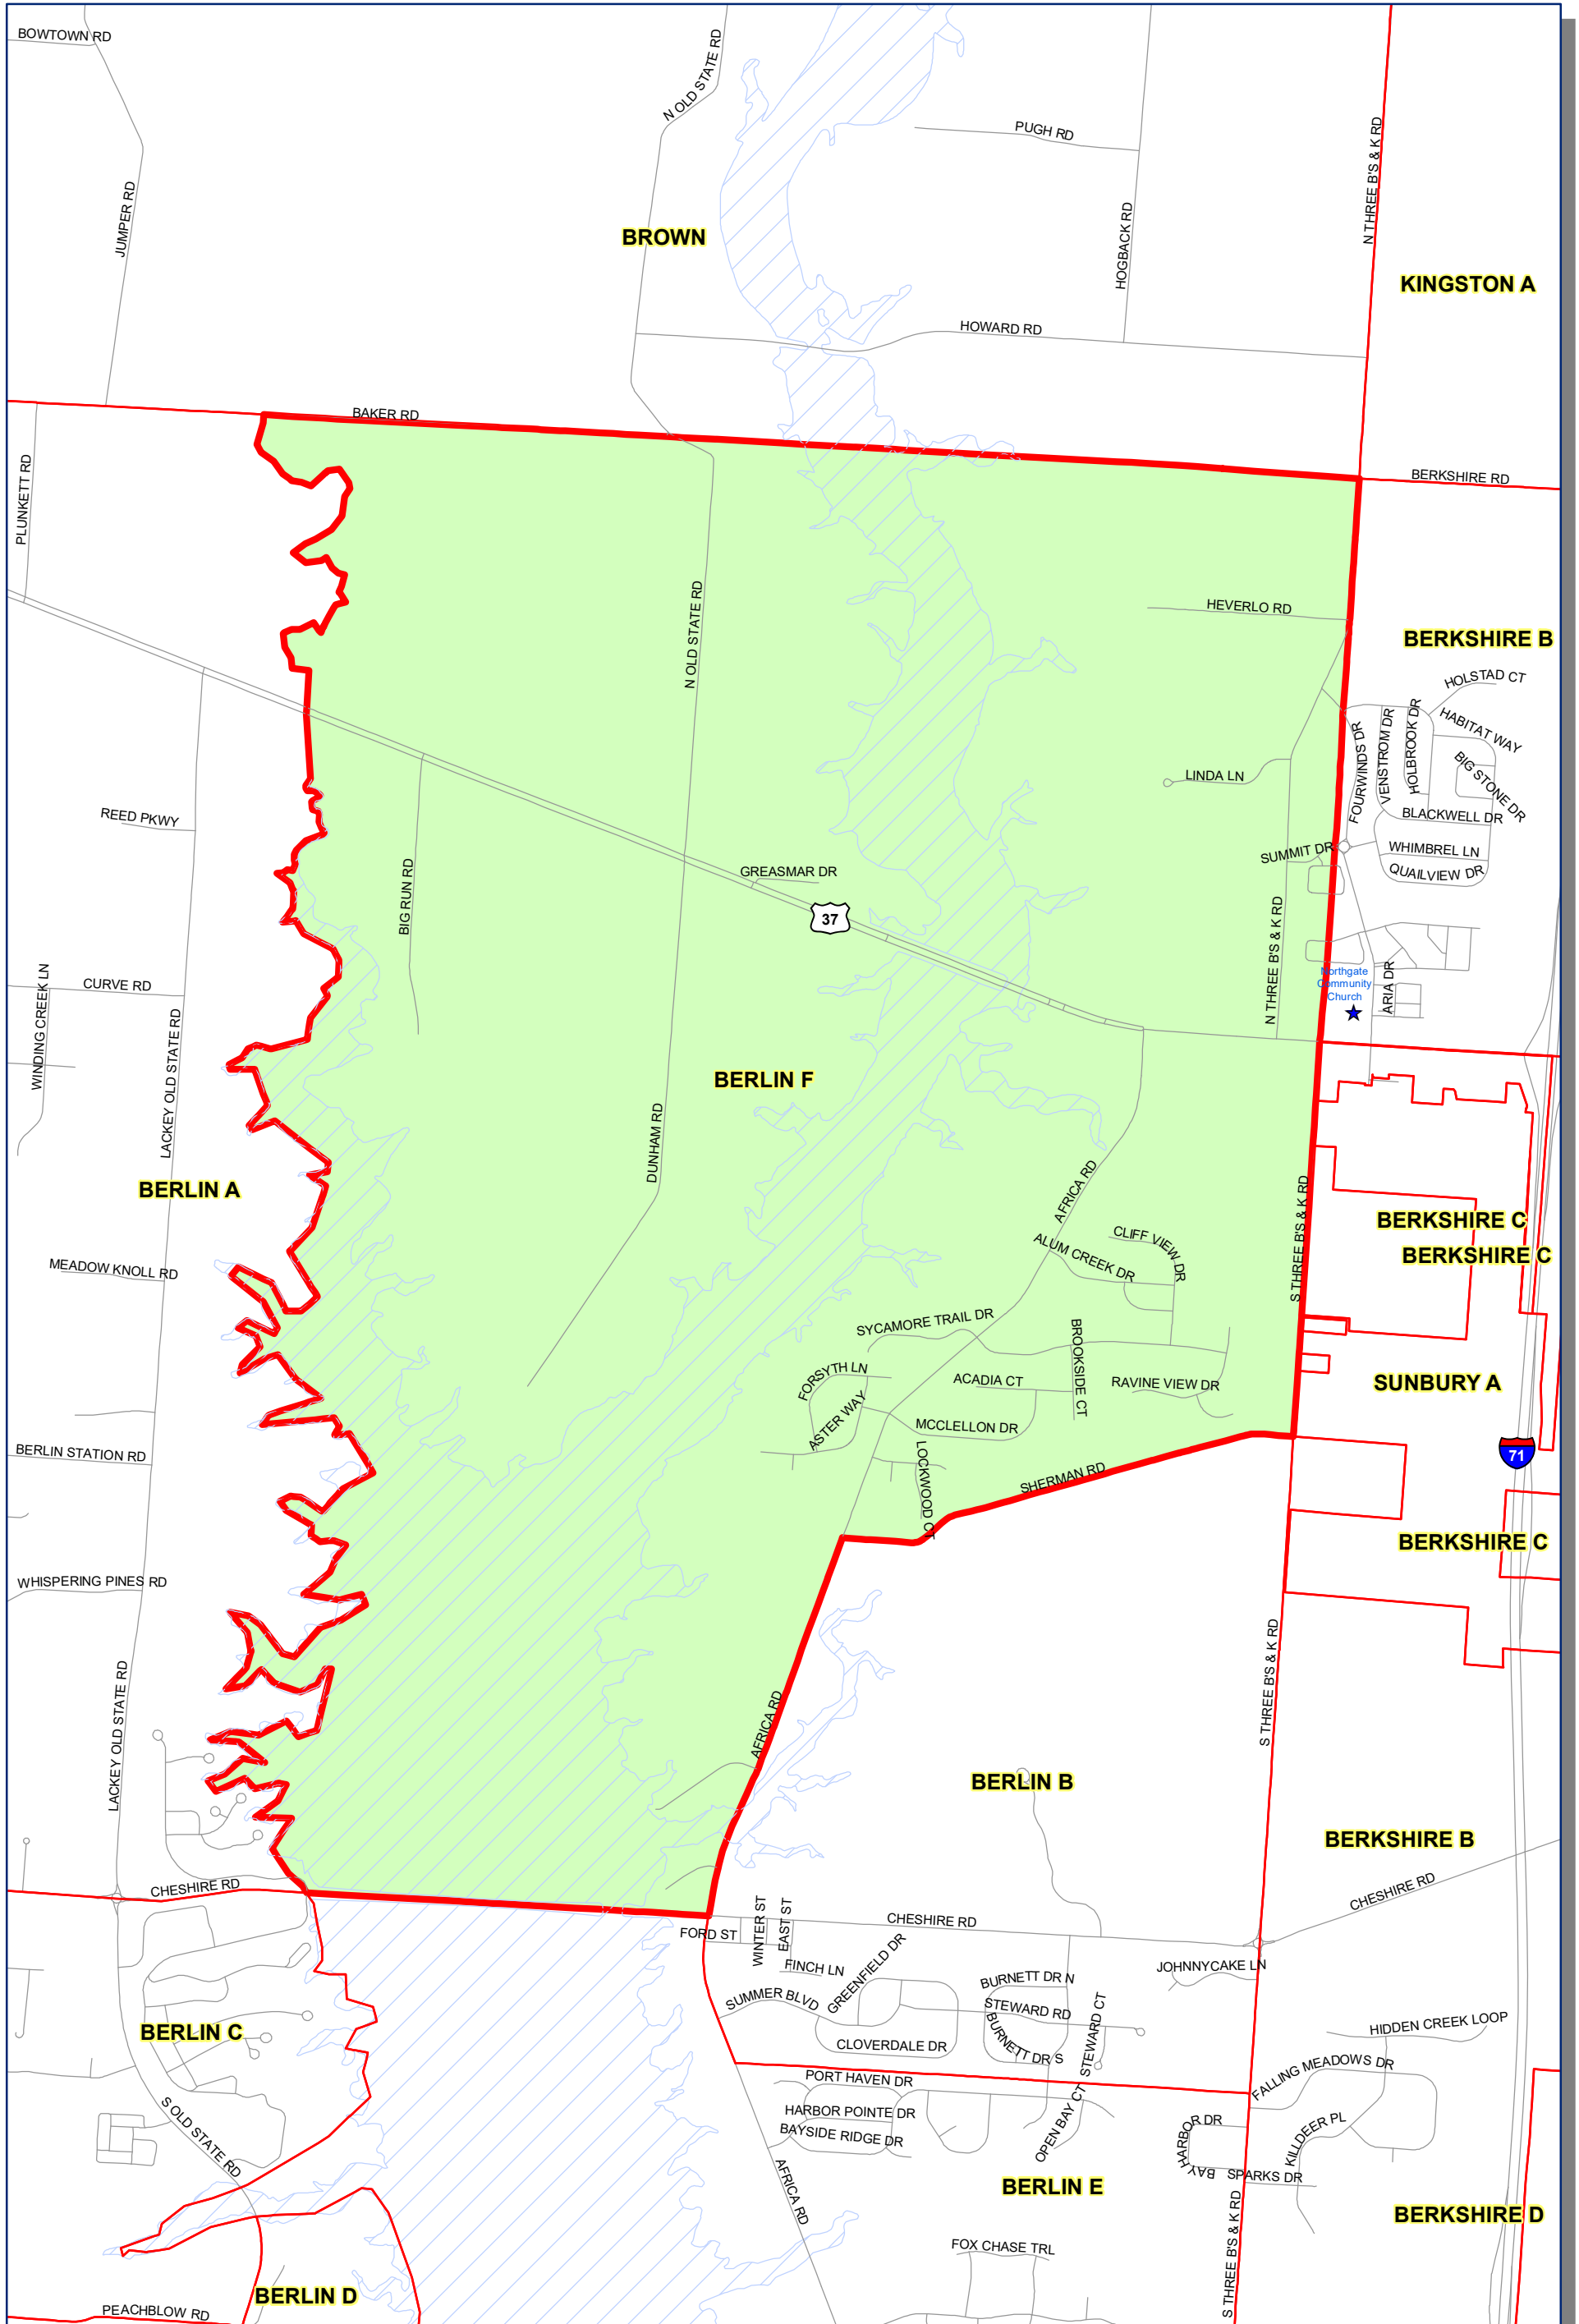 BOWTOWN RD
N OLD STATE RD
PUGH RD
N THREE B'S & K RD
JUMPER RD
HOGBACK RD
BROWN
KINGSTON A
HOWARD RD
BAKER RD
BERKSHIRE RD
PLUNKETT RD
N OLD STATE RD
HEVERLO RD
BERKSHIRE B
HOLSTAD CT
HABITAT WAY
FOURWINDS DR
VENSTROM DR
HOLBROOK DR
BIG STONE DR
LINDA LN
BLACKWELL DR
REED PKWY
SUMMIT DR
WHIMBREL LN
QUAILVIEW DR
GREASMAR DR
BIG RUN RD
37
N THREE B'S & K RD
Northgate
Community
Church
ARIA DR
WINDING CREEK LN
CURVE RD
LACKEY OLD STATE RD
BERLIN F
DUNHAM RD
AFRICA RD
S THREE B'S & K RD
BERLIN A
BERKSHIRE C
BERKSHIRE C
MEADOW KNOLL RD
ALUM CREEK DR
CLIFF VIEW DR
SYCAMORE TRAIL DR
BROOKSIDE CT
FORSYTH LN
ACADIA CT
RAVINE VIEW DR
SUNBURY A
ASTER WAY
MCCLELLON DR
BERLIN STATION RD
LOCKWOOD CT
SHERMAN RD
71
BERKSHIRE C
WHISPERING PINES RD
LACKEY OLD STATE RD
AFRICA RD
S THREE B'S & K RD
BERLIN B
BERKSHIRE B
CHESHIRE RD
CHESHIRE RD
CHESHIRE RD
FORD ST
WINTER ST
EAST ST
FINCH LN
GREENFIELD DR
JOHNNYCAKE LN
BURNETT DR N
SUMMER BLVD
STEWARD RD
STEWARD CT
BURNETT DR S
CLOVERDALE DR
HIDDEN CREEK LOOP
BERLIN C
FALLING MEADOWS DR
PORT HAVEN DR
HARBOR POINTE DR
BAYSIDE RIDGE DR
OPEN BAY CT
BAY HARBOR DR
KILLDEER PL
S OLD STATE RD
SPARKS DR
AFRICA RD
BERLIN E
S THREE B'S & K RD
BERKSHIRE D
FOX CHASE TRL
BERLIN D
PEACHBLOW RD